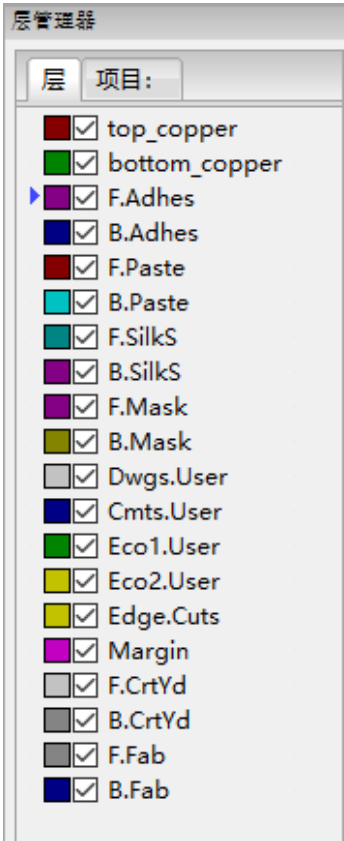 层管理器
层 项目:
top_copper
bottom_copper
F.Adhes
B.Adhes
F.Paste
B.Paste
F.SilkS
B.SilkS
F.Mask
B.Mask
Dwgs.User
Cmts.User
Eco1.User
Eco2.User
Edge.Cuts
Margin
F.CrtYd
B.CrtYd
F.Fab
B.Fab